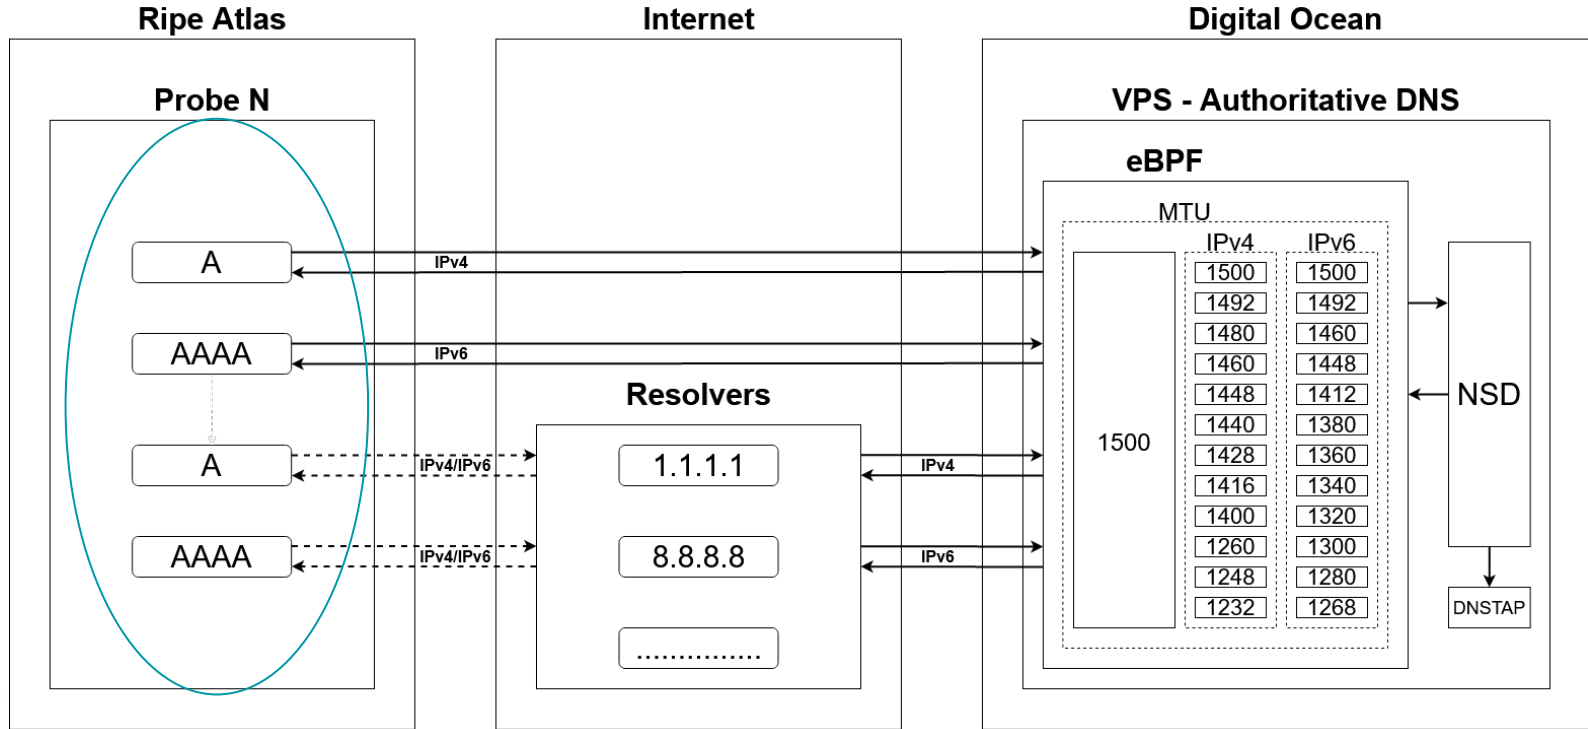 Ripe Atlas
Internet
Digital Ocean
Probe N
VPS - Authoritative DNS
eBPF
MTU
IPv4
IPv6
A
IPv4
AAAA
IPv6
A
IPv4/IPv6
AAAA
IPv4/IPv6
Resolvers
1.1.1.1
8.8.8.8
...............
IPv4
IPv6
1500
1500
1492
1480
1460
1448
1440
1428
1416
1400
1260
1248
1232
1500
1492
1460
1448
1412
1380
1360
1340
1320
1300
1280
1268
NSD
DNSTAP